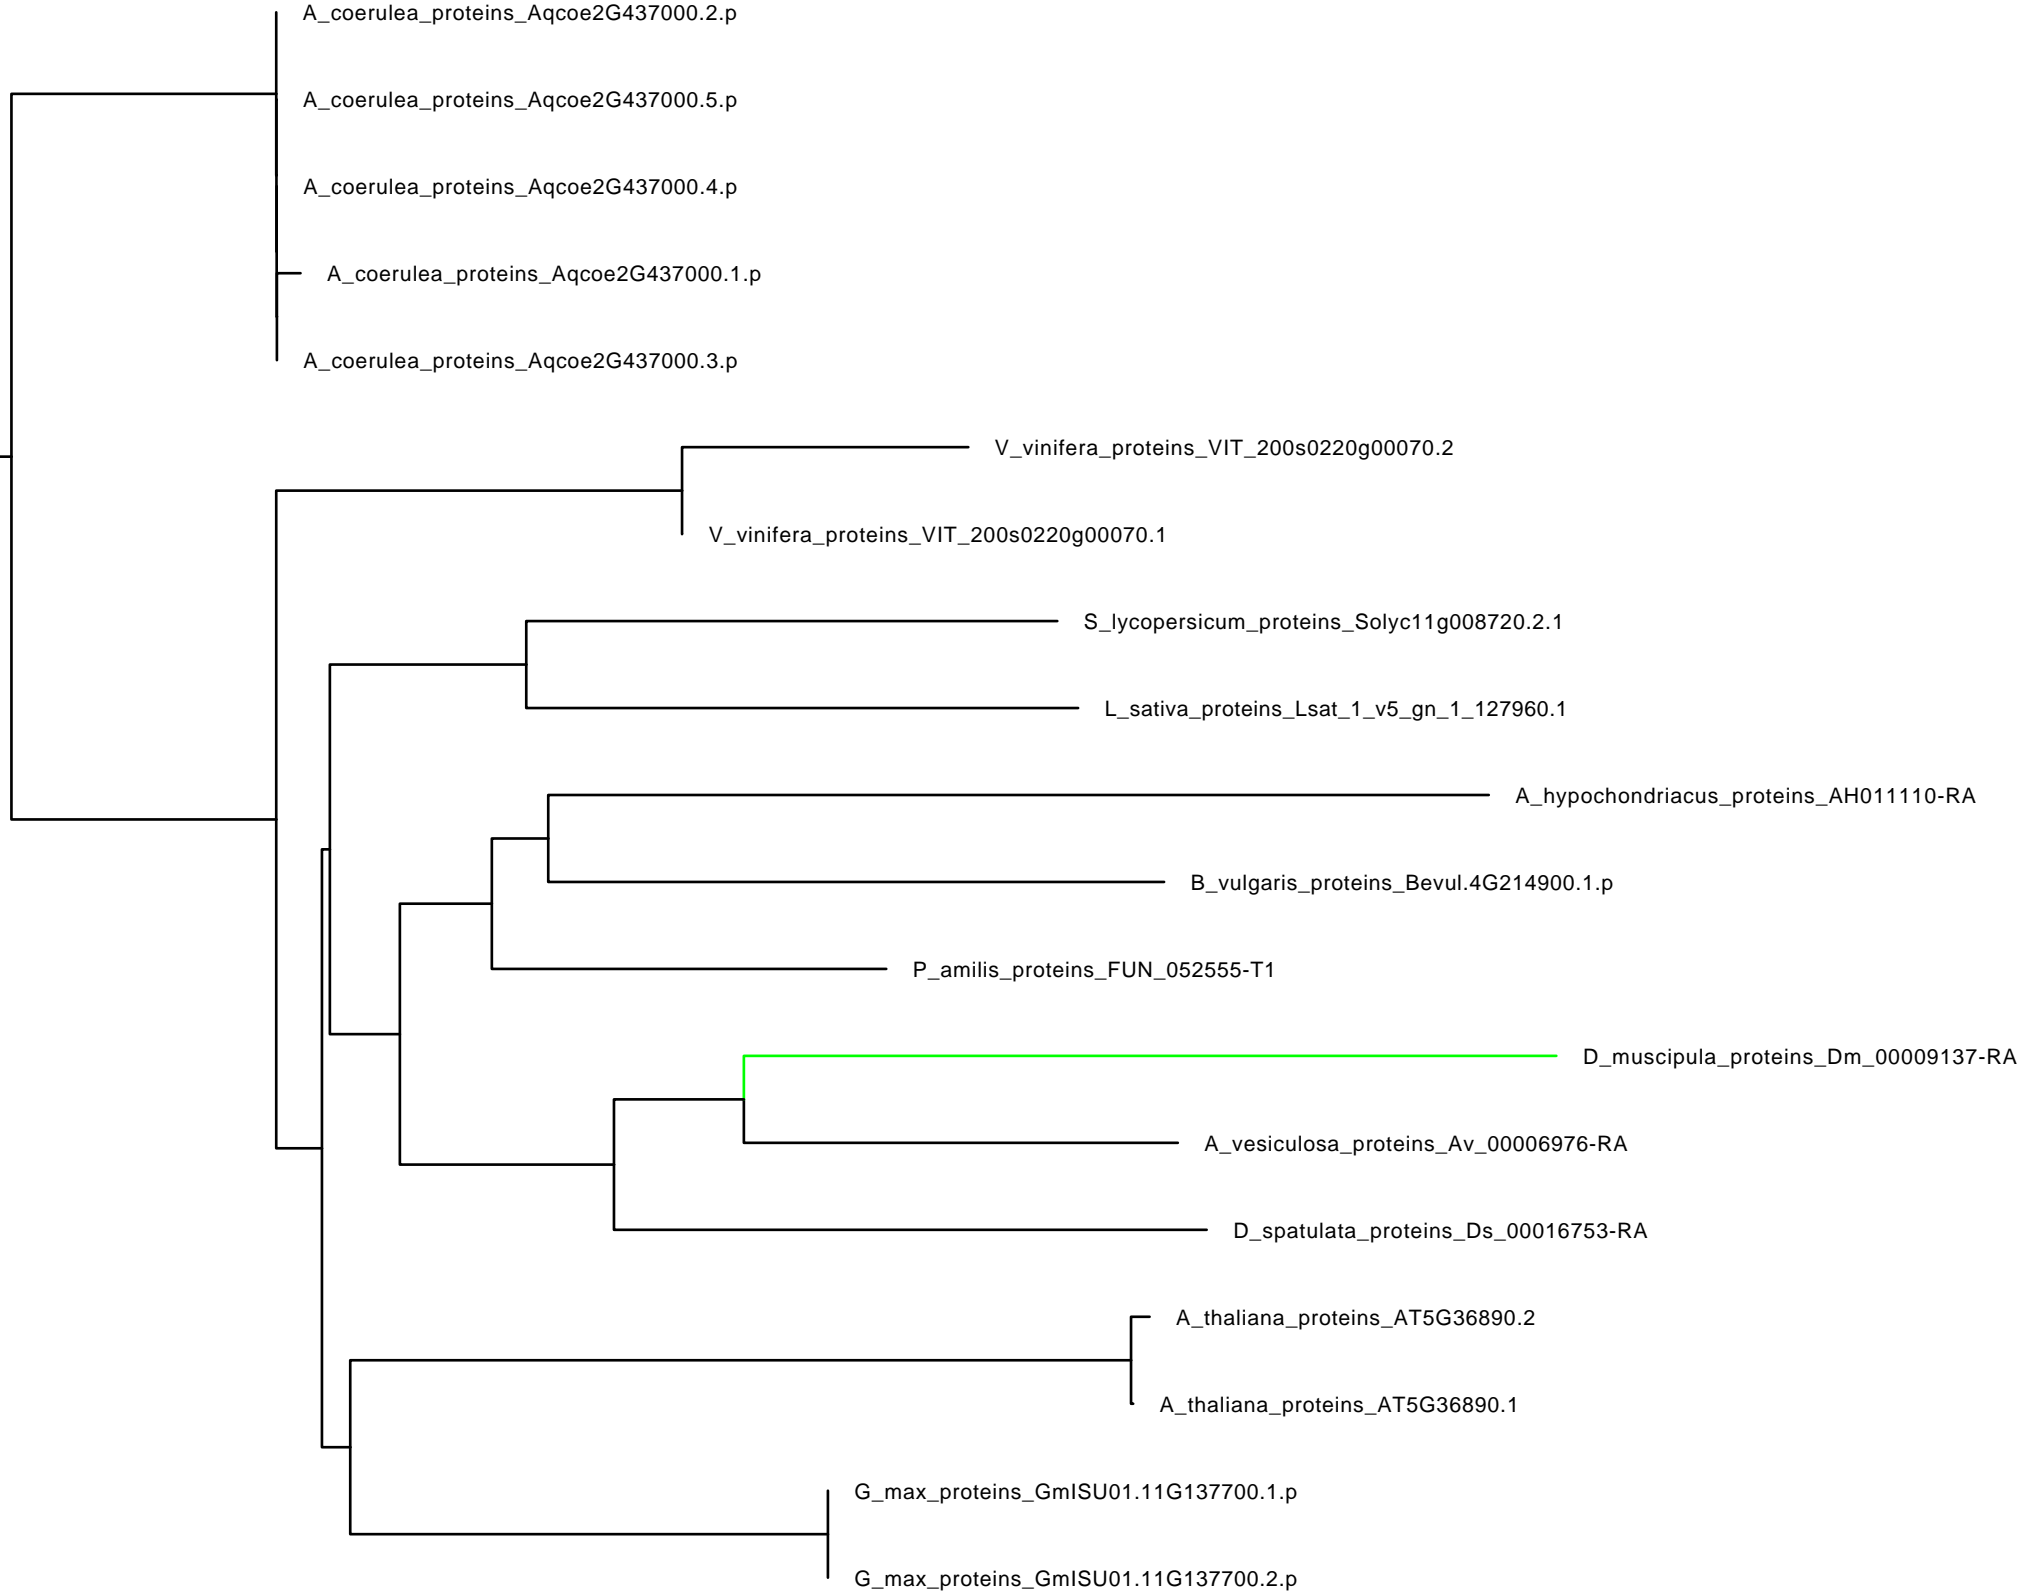 A_coerulea_proteins_Aqcoe2G437000.2.p
A_coerulea_proteins_Aqcoe2G437000.5.p
A_coerulea_proteins_Aqcoe2G437000.4.p
A_coerulea_proteins_Aqcoe2G437000.1.p
A_coerulea_proteins_Aqcoe2G437000.3.p
V_vinifera_proteins_VIT_200s0220g00070.2
V_vinifera_proteins_VIT_200s0220g00070.1
S_lycopersicum_proteins_Solyc11g008720.2.1
L_sativa_proteins_Lsat_1_v5_gn_1_127960.1
A_hypochondriacus_proteins_AH011110-RA
B_vulgaris_proteins_Bevul.4G214900.1.p
P_amilis_proteins_FUN_052555-T1
D_muscipula_proteins_Dm_00009137-RA
A_vesiculosa_proteins_Av_00006976-RA
D_spatulata_proteins_Ds_00016753-RA
A_thaliana_proteins_AT5G36890.2
A_thaliana_proteins_AT5G36890.1
G_max_proteins_GmISU01.11G137700.1.p
G_max_proteins_GmISU01.11G137700.2.p